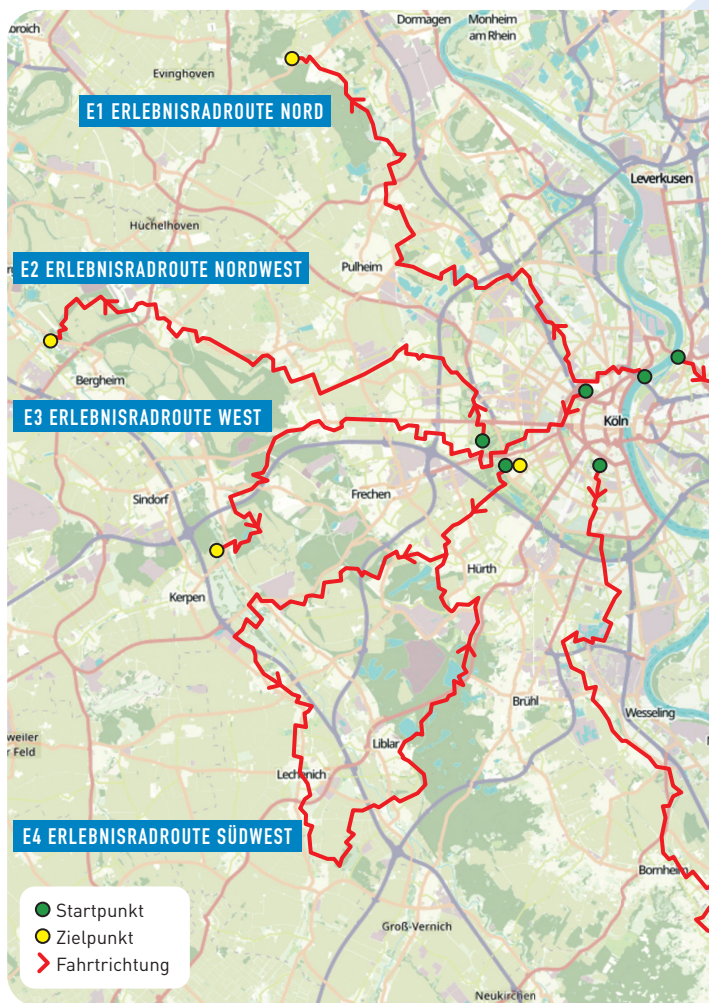 Dormagen
Monheim
am Rhein
oroich
Evinghoven
E1 ERLEBNISRADROUTE NORD
Leverkusen
Hüchelhoven
E2 ERLEBNISRADROUTE NORDWEST
Pulheim
Bergheim
E3 ERLEBNISRADROUTE WEST
Köln
Sindorf
Frechen
Hürth
Kerpen
Brühl
Wesseling
weiler
r Feld
Liblar
Lechenich
E4 ERLEBNISRADROUTE SÜDWEST
Bornheim
Startpunkt
Zielpunkt
Fahrtrichtung
Groß-Vernich
Neukirchen